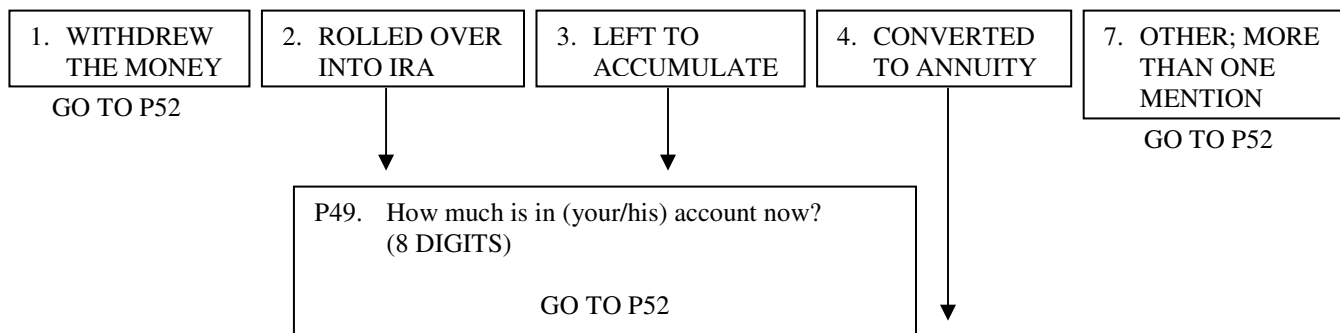 1. WITHDREW
THE MONEY
GO TO P52
2. ROLLED OVER
INTO IRA
3. LEFT TO
ACCUMULATE
4. CONVERTED
TO ANNUITY
7. OTHER; MORE
THAN ONE
MENTION
GO TO P52
P49. How much is in (your/his) account now?
(8 DIGITS)
GO TO P52